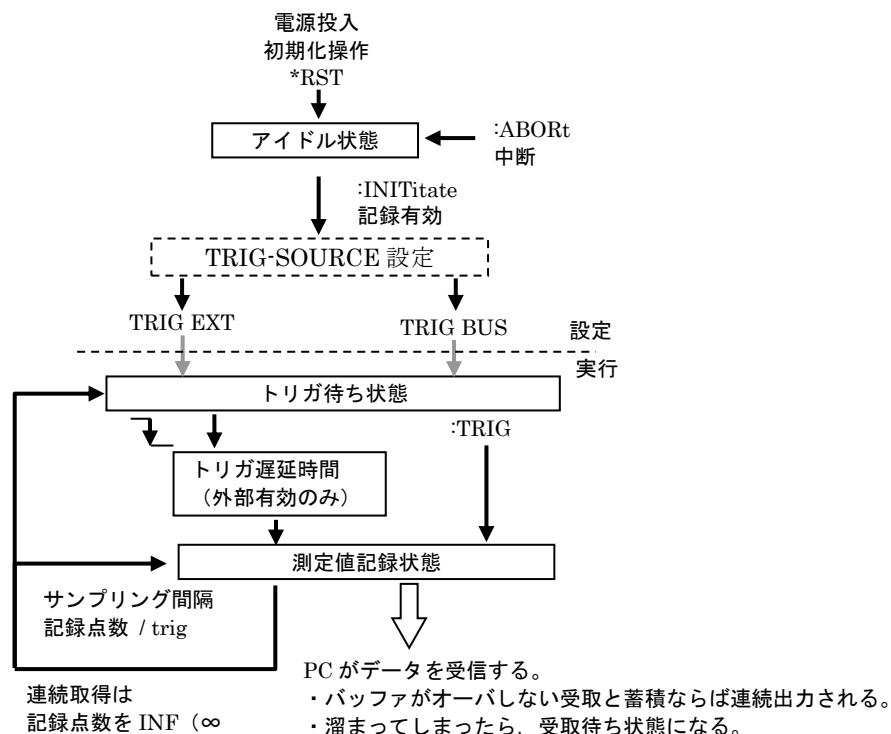 電源投入
初期化操作
*RST
アイドル状態
:ABORt
中断
:INITitate
記録有効
TRIG-SOURCE 設定
TRIG EXT
TRIG BUS
設定
実行
トリガ待ち状態
:TRIG
トリガ遅延時間
（外部有効のみ）
測定値記録状態
サンプリング間隔
記録点数 / trig
連続取得は
記録点数を INF（∞
PC がデータを受信する。
・バッファがオーバしない受取と蓄積ならば連続出力される。
・溜まってしまったら，受取待ち状態になる。